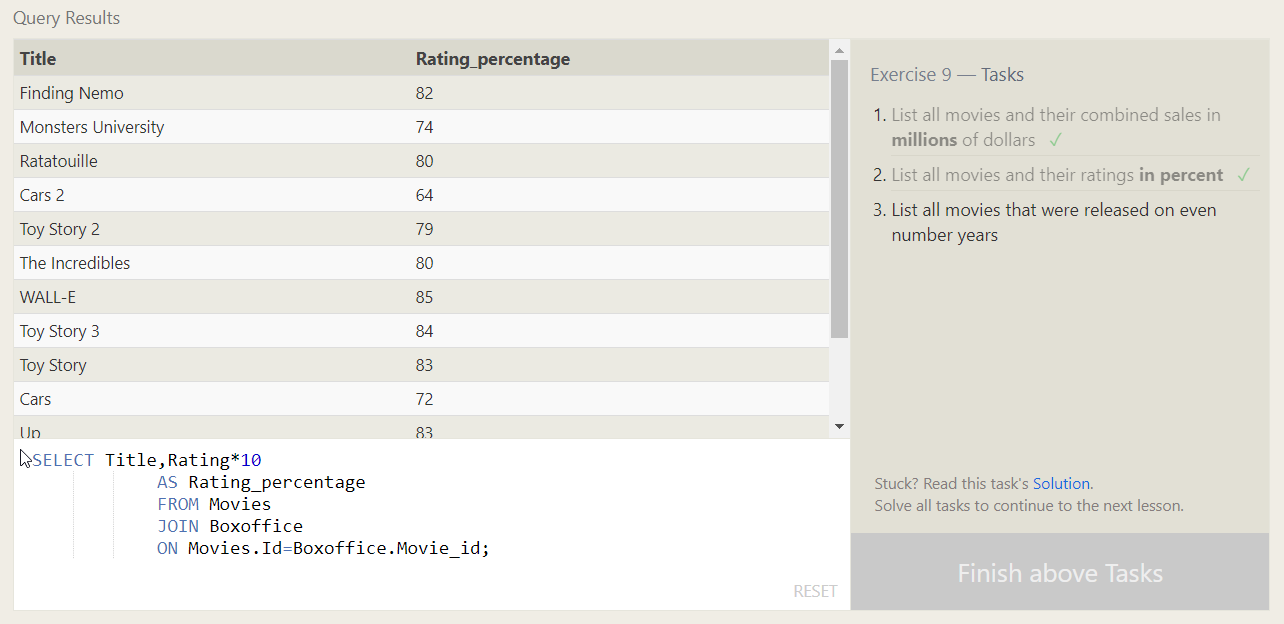 Query Results
Title Rating_percentage
Finding Nemo 82
Monsters University 74
Ratatouille 80
Cars 2 64
Toy Story 2 79
The Incredibles 80
WALL-E 85
Toy Story 3 84
Toy Story 83
Cars 72
Up 83
SELECT Title,Rating*10
AS Rating_percentage
FROM Movies
JOIN Boxoffice
ON Movies.Id=Boxoffice.Movie_id;
RESET
Exercise 9 — Tasks
1. List all movies and their combined sales in
millions of dollars ✓
2. List all movies and their ratings in percent ✓
3. List all movies that were released on even
number years
Stuck? Read this task's Solution.
Solve all tasks to continue to the next lesson.
Finish above Tasks